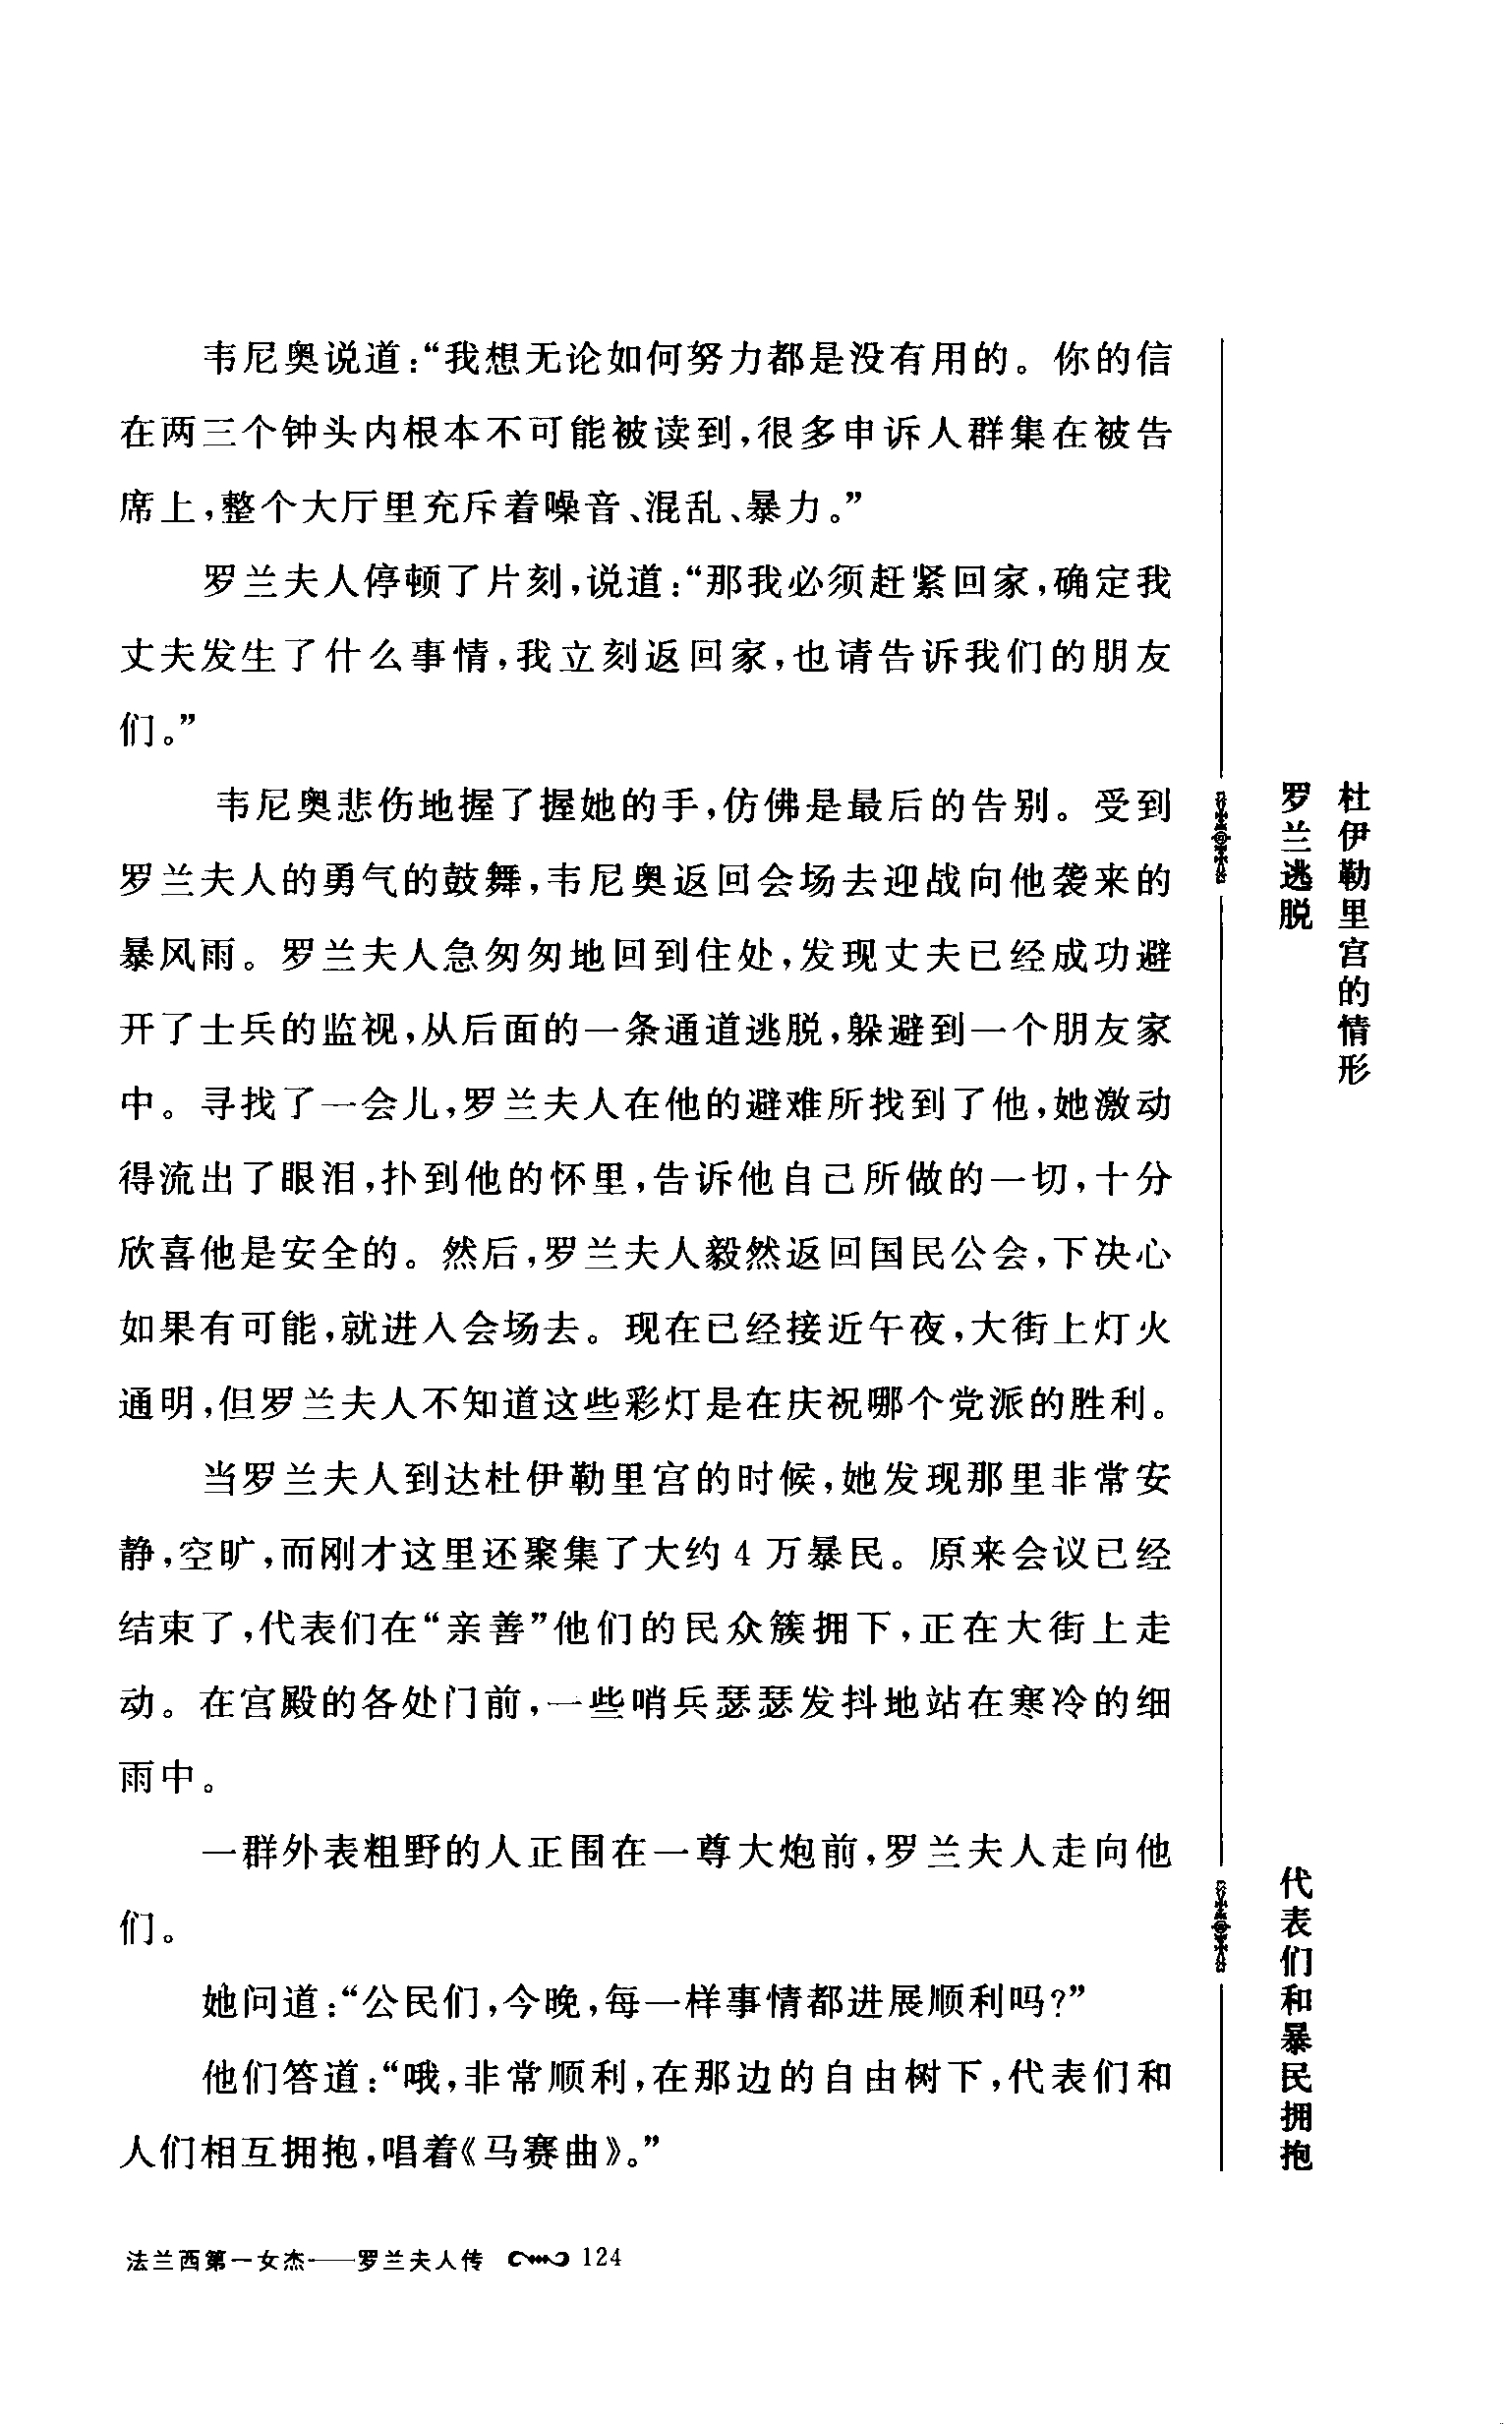 韦尼奥说道：“我想无论如何努力都是没有用的。你的信
在两三个钟头内根本不可能被读到，很多申诉人群集在被告
席上，整个大厅里充斥着噪音、混乱、暴力。”
罗兰夫人停顿了片刻，说道：“那我必须赶紧回家，确定我
丈夫发生了什么事情，我立刻返回家，也请告诉我们的朋友
们。”
韦尼奥悲伤地握了握她的手，仿佛是最后的告别。受到
罗兰夫人的勇气的鼓舞，韦尼奥返回会场去迎战向他袭来的
暴风雨。罗兰夫人急匆匆地回到住处，发现丈夫已经成功避
开了士兵的监视，从后面的一条通道逃脱，躲避到一个朋友家
中。寻找了一会儿，罗兰夫人在他的避难所找到了他，她激动
得流出了眼泪，扑到他的怀里，告诉他自己所做的一切，十分
欣喜他是安全的。然后，罗兰夫人毅然返回国民公会，下决心
如果有可能，就进入会场去。现在已经接近午夜，大街上灯火
通明，但罗兰夫人不知道这些彩灯是在庆祝哪个党派的胜利。
当罗兰夫人到达杜伊勒里宫的时候，她发现那里非常安
静，空旷，而刚才这里还聚集了大约 4 万暴民。原来会议已经
结束了，代表们在“亲善”他们的民众簇拥下，正在大街上走
动。在宫殿的各处门前，一些哨兵瑟瑟发抖地站在寒冷的细
雨中。
一群外表粗野的人正围在一尊大炮前，罗兰夫人走向他
们。
她问道：“公民们，今晚，每一样事情都进展顺利吗？”
他们答道：“哦，非常顺利，在那边的自由树下，代表们和
人们相互拥抱，唱着《马赛曲》。”
杜伊勒里宫的情形
罗兰逃脱
代表们和暴民拥抱
法兰西第一女杰——罗兰夫人传 124